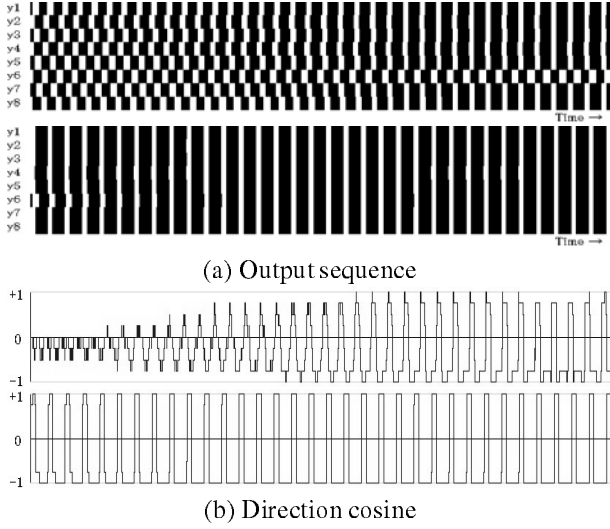 y1
y2
y3
y4
y5
y6
y7
y8
Time →
y1
y2
y3
y4
y5
y6
y7
y8
Time →
(a) Output sequence
+1
0
−1
+1
0
−1
(b) Direction cosine